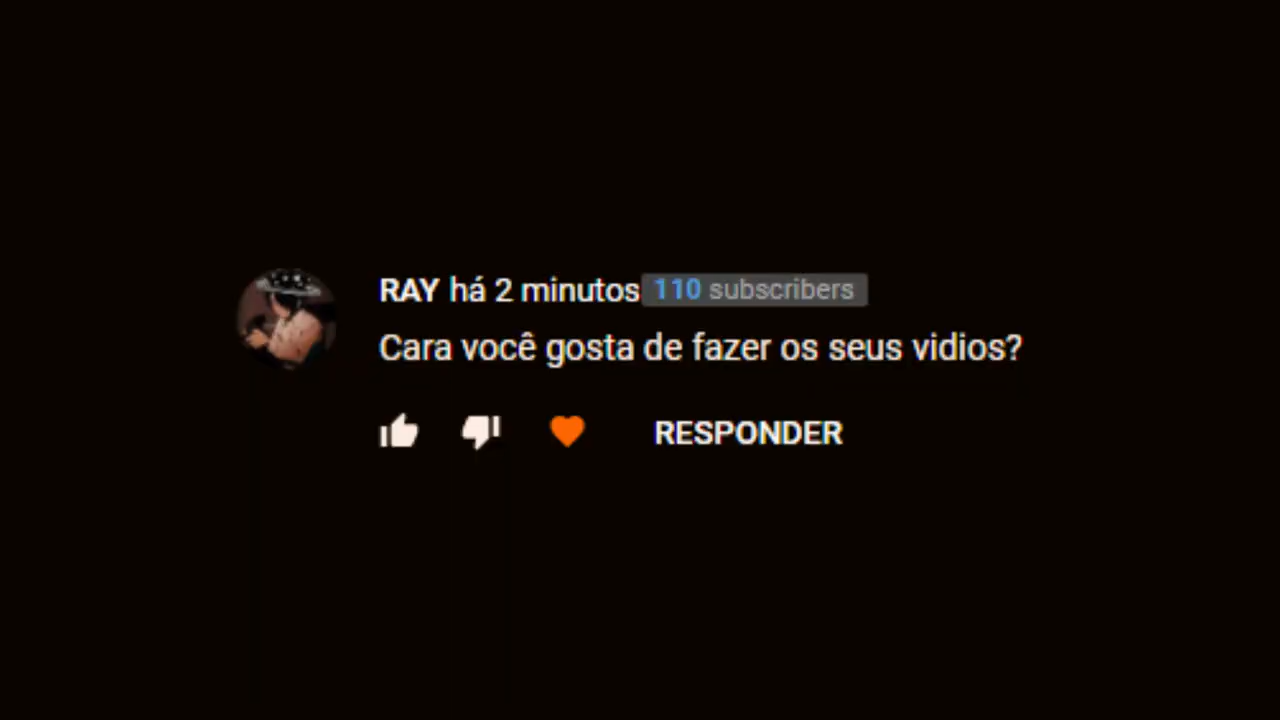 RAY há 2 minutos 110 subscribers
Cara você gosta de fazer os seus vidios?
RESPONDER